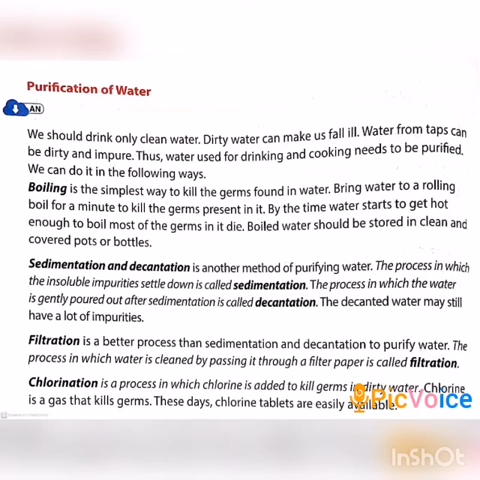 Purification of Water
AN
We should drink only clean water. Dirty water can make us fall ill. Water from taps can
be dirty and impure. Thus, water used for drinking and cooking needs to be purified.
We can do it in the following ways.
Boiling is the simplest way to kill the germs found in water. Bring water to a rolling
boil for a minute to kill the germs present in it. By the time water starts to get hot
enough to boil most of the germs in it die. Boiled water should be stored in clean and
covered pots or bottles.
Sedimentation and decantation is another method of purifying water. The process in which
the insoluble impurities settle down is called sedimentation. The process in which the water
is gently poured out after sedimentation is called decantation. The decanted water may still
have a lot of impurities.
Filtration is a better process than sedimentation and decantation to purify water. The
process in which water is cleaned by passing it through a filter paper is called filtration.
Chlorination is a process in which chlorine is added to kill germs in dirty water. Chlorine
is a gas that kills germs. These days, chlorine tablets are easily available.
PicVoice
InShOt